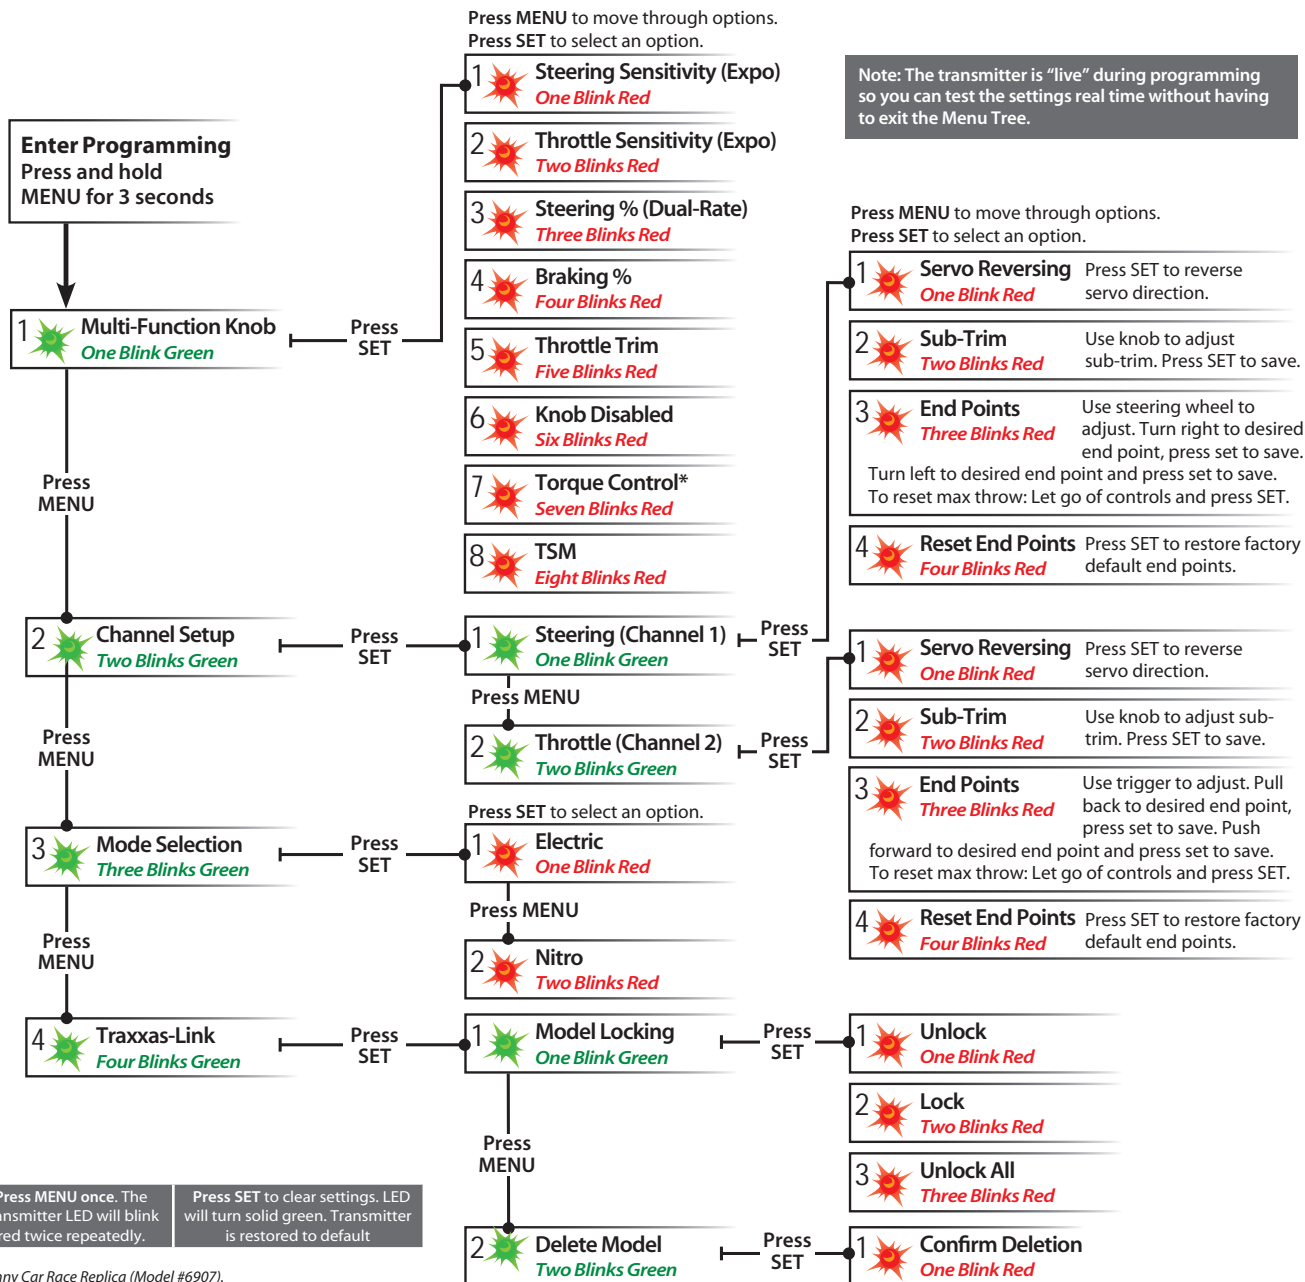 Press MENU to move through options.
Press SET to select an option.
Note: The transmitter is “live” during programming
so you can test the settings real time without having
to exit the Menu Tree.
Enter Programming
Press and hold
MENU for 3 seconds
1 Multi-Function Knob
One Blink Green
Press
SET
1 Steering Sensitivity (Expo)
One Blink Red
2 Throttle Sensitivity (Expo)
Two Blinks Red
3 Steering % (Dual-Rate)
Three Blinks Red
4 Braking %
Four Blinks Red
5 Throttle Trim
Five Blinks Red
6 Knob Disabled
Six Blinks Red
7 Torque Control*
Seven Blinks Red
8 TSM
Eight Blinks Red
Press
MENU
2 Channel Setup
Two Blinks Green
Press
SET
1 Steering (Channel 1)
One Blink Green
Press
SET
Press MENU to move through options.
Press SET to select an option.
1 Servo Reversing Press SET to reverse
One Blink Red servo direction.
2 Sub-Trim Use knob to adjust
Two Blinks Red sub-trim. Press SET to save.
3 End Points Use steering wheel to
Three Blinks Red adjust. Turn right to desired
end point, press set to save.
Turn left to desired end point and press set to save.
To reset max throw: Let go of controls and press SET.
4 Reset End Points Press SET to restore factory
Four Blinks Red default end points.
Press MENU
2 Throttle (Channel 2)
Two Blinks Green
Press
SET
1 Servo Reversing Press SET to reverse
One Blink Red servo direction.
2 Sub-Trim Use knob to adjust sub-
Two Blinks Red trim. Press SET to save.
3 End Points Use trigger to adjust. Pull
Three Blinks Red back to desired end point,
press set to save. Push
forward to desired end point and press set to save.
To reset max throw: Let go of controls and press SET.
4 Reset End Points Press SET to restore factory
Four Blinks Red default end points.
Press
MENU
3 Mode Selection
Three Blinks Green
Press
SET
Press SET to select an option.
1 Electric
One Blink Red
Press MENU
2 Nitro
Two Blinks Red
Press
MENU
4 Traxxas-Link
Four Blinks Green
Press
SET
1 Model Locking
One Blink Green
Press
SET
1 Unlock
One Blink Red
2 Lock
Two Blinks Red
3 Unlock All
Three Blinks Red
Press
MENU
2 Delete Model
Two Blinks Green
Press
SET
1 Confirm Deletion
One Blink Red
Press MENU once. The
transmitter LED will blink
red twice repeatedly.
Press SET to clear settings. LED
will turn solid green. Transmitter
is restored to default
Car Race Replica (Model #6907).